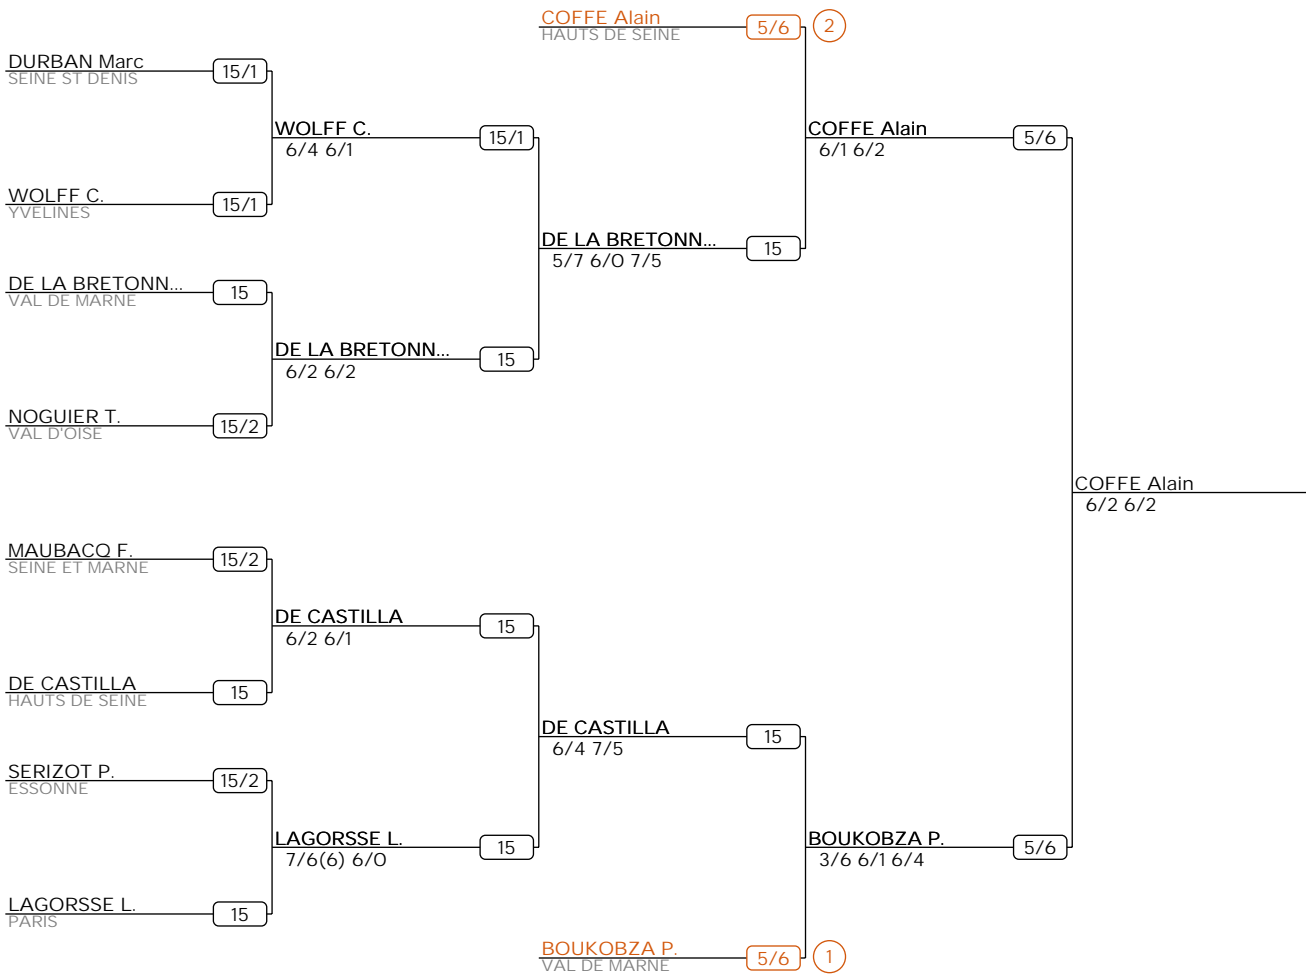 COFFE Alain
HAUTS DE SEINE
5/6
2
DURBAN Marc
SEINE ST DENIS
15/1
WOLFF C.
6/4 6/1
15/1
COFFE Alain
6/1 6/2
5/6
WOLFF C.
YVELINES
15/1
DE LA BRETONN...
5/7 6/0 7/5
15
DE LA BRETONN...
VAL DE MARNE
15
DE LA BRETONN...
6/2 6/2
15
NOGUIER T.
VAL D'OISE
15/2
COFFE Alain
6/2 6/2
MAUBACQ F.
SEINE ET MARNE
15/2
DE CASTILLA
6/2 6/1
15
DE CASTILLA
HAUTS DE SEINE
15
DE CASTILLA
6/4 7/5
15
SERIZOT P.
ESSONNE
15/2
LAGORSSE L.
7/6(6) 6/0
15
BOUKOBZA P.
3/6 6/1 6/4
5/6
LAGORSSE L.
PARIS
15
BOUKOBZA P.
VAL DE MARNE
5/6
1